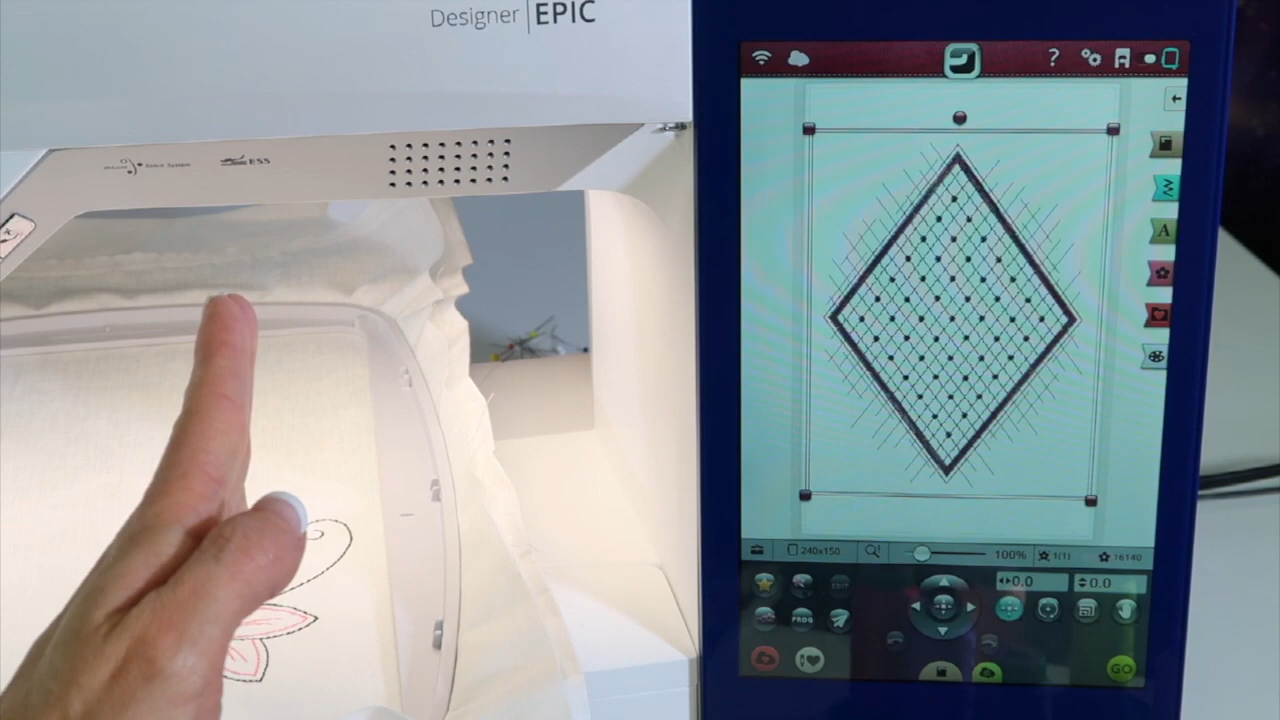 Designer EPIC
ESS
?
A
240x150
100%
1(1)
16140
0.0
0.0
PROG
GO